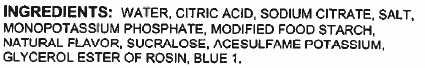 INGREDIENTS: WATER, CITRIC ACID, SODIUM CITRATE, SALT,
MONOPOTASSIUM PHOSPHATE, MODIFIED FOOD STARCH,
NATURAL FLAVOR, SUCRALOSE, ACESULFAME POTASSIUM,
GLYCEROL ESTER OF ROSIN, BLUE 1.